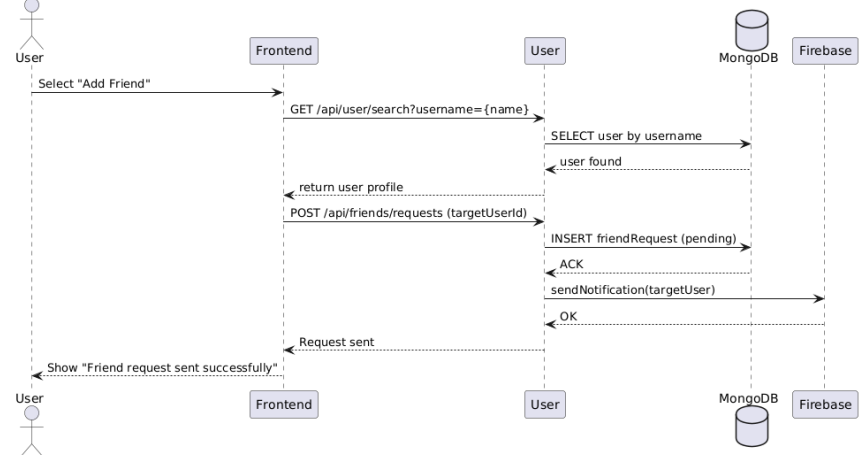 User
Frontend
User
MongoDB
Firebase
Select "Add Friend"
GET /api/user/search?username={name}
SELECT user by username
user found
return user profile
POST /api/friends/requests (targetUserId)
INSERT friendRequest (pending)
ACK
sendNotification(targetUser)
OK
Request sent
Show "Friend request sent successfully"
User
Frontend
User
MongoDB
Firebase